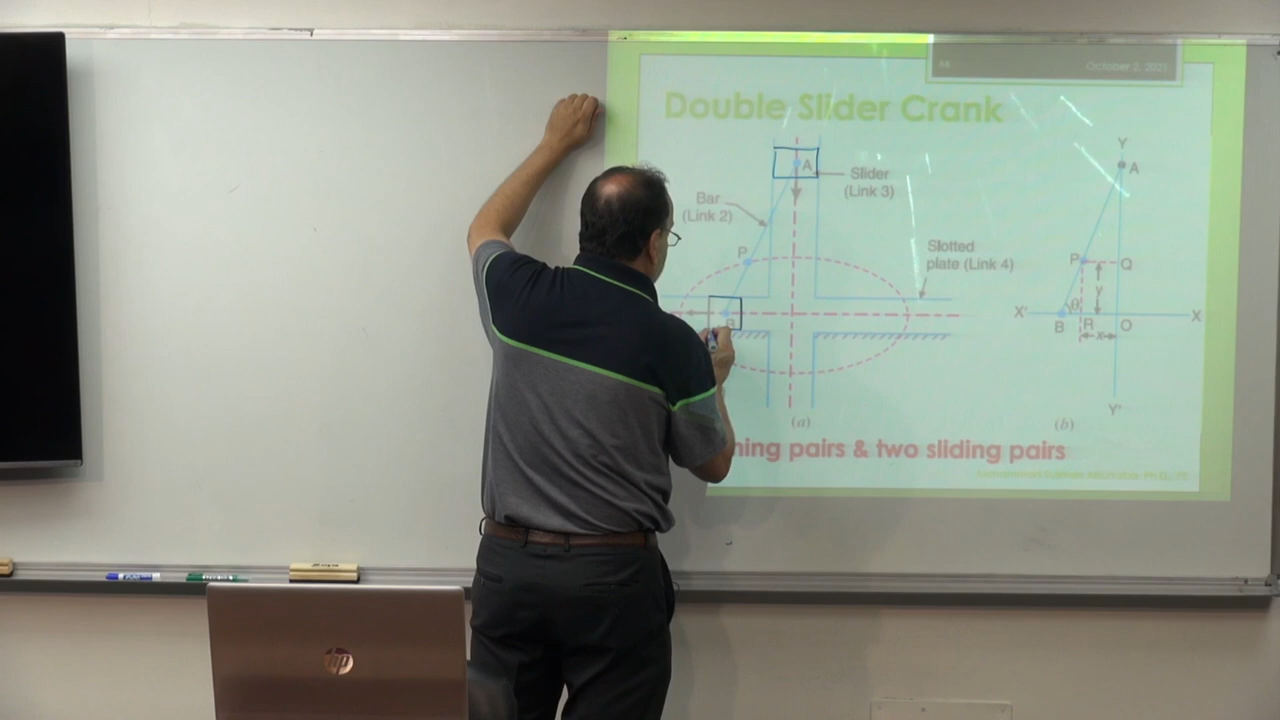 October 2, 2021
Double Slider Crank
A
Slider
(Link 3)
Bar
(Link 2)
P
Slotted
plate (Link 4)
B
(a)
Y
A
P
Q
y
θ
X'
X
B
R
O
x
Y'
(b)
ning pairs & two sliding pairs
hp